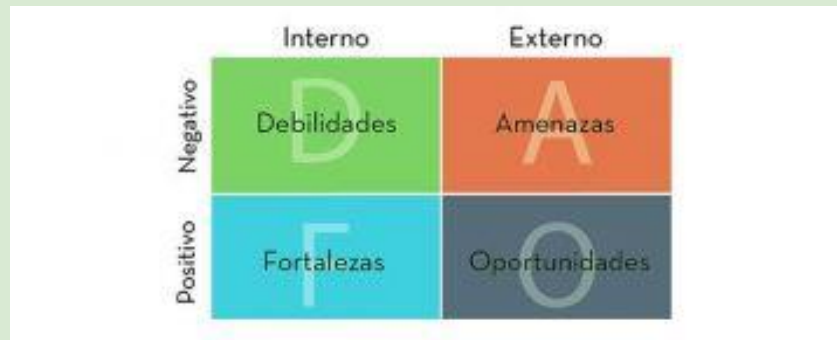 Interno Externo
Negativo
D A
Debilidades Amenazas
Positivo
F O
Fortalezas Oportunidades